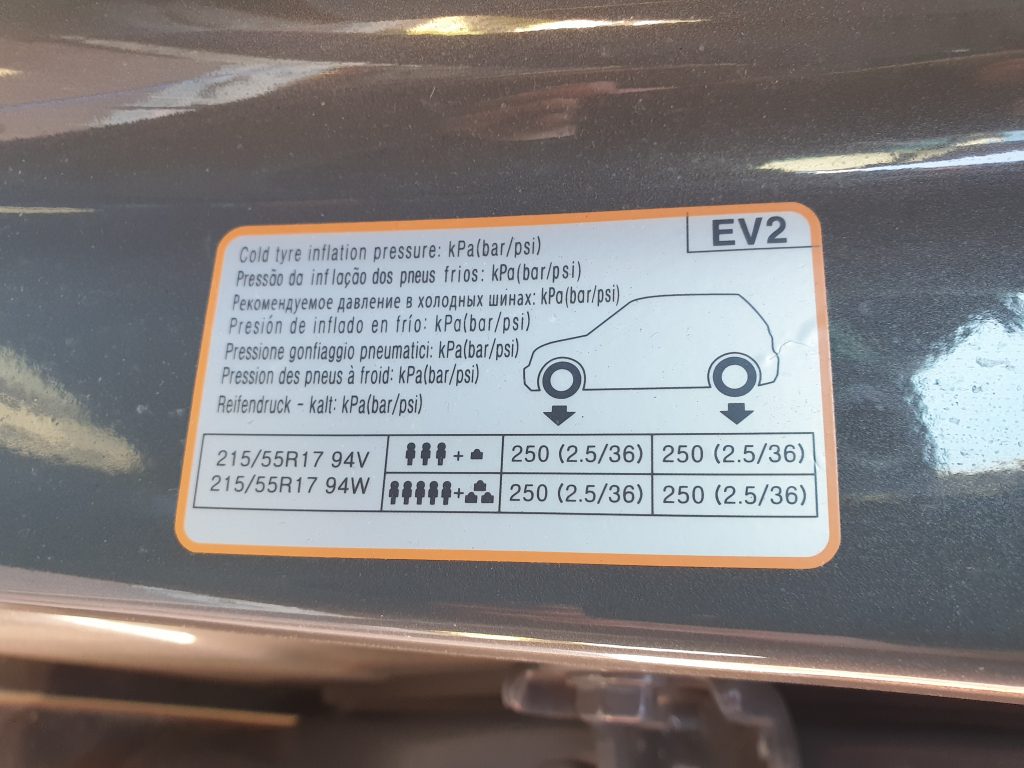 EV2
Cold tyre inflation pressure: kPa(bar/psi)
Pressão da inflação dos pneus frios: kPa(bar/psi)
Рекомендуемое давление в холодных шинах: kPa(bar/psi)
Presión de inflado en frío: kPa(bar/psi)
Pressione gonfiaggio pneumatici: kPa(bar/psi)
Pression des pneus à froid: kPa(bar/psi)
Reifendruck - kalt: kPa(bar/psi)
215/55R17 94V + 250 (2.5/36) 250 (2.5/36)
215/55R17 94W + 250 (2.5/36) 250 (2.5/36)